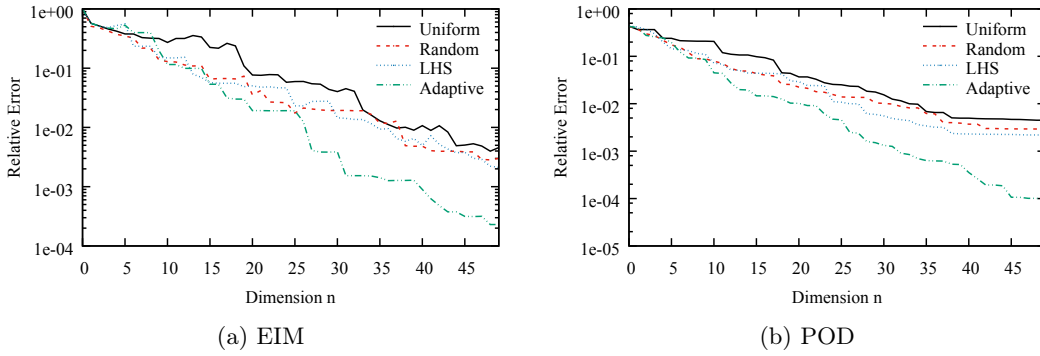 1e+00
1e-01
1e-02
1e-03
1e-04
Relative Error
0 5 10 15 20 25 30 35 40 45
Dimension n
Uniform
Random
LHS
Adaptive
(a) EIM
1e+00
1e-01
1e-02
1e-03
1e-04
1e-05
Relative Error
0 5 10 15 20 25 30 35 40 45
Dimension n
Uniform
Random
LHS
Adaptive
(b) POD